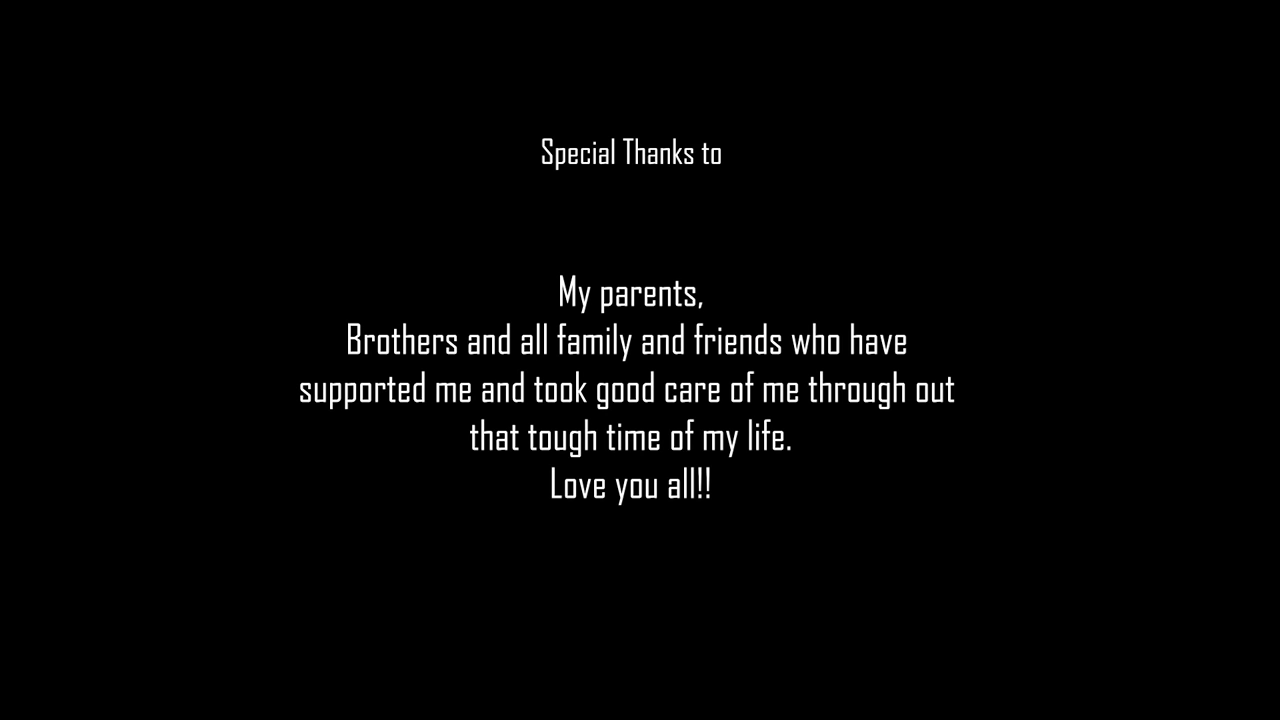 Special Thanks to
My parents,
Brothers and all family and friends who have
supported me and took good care of me through out
that tough time of my life.
Love you all!!